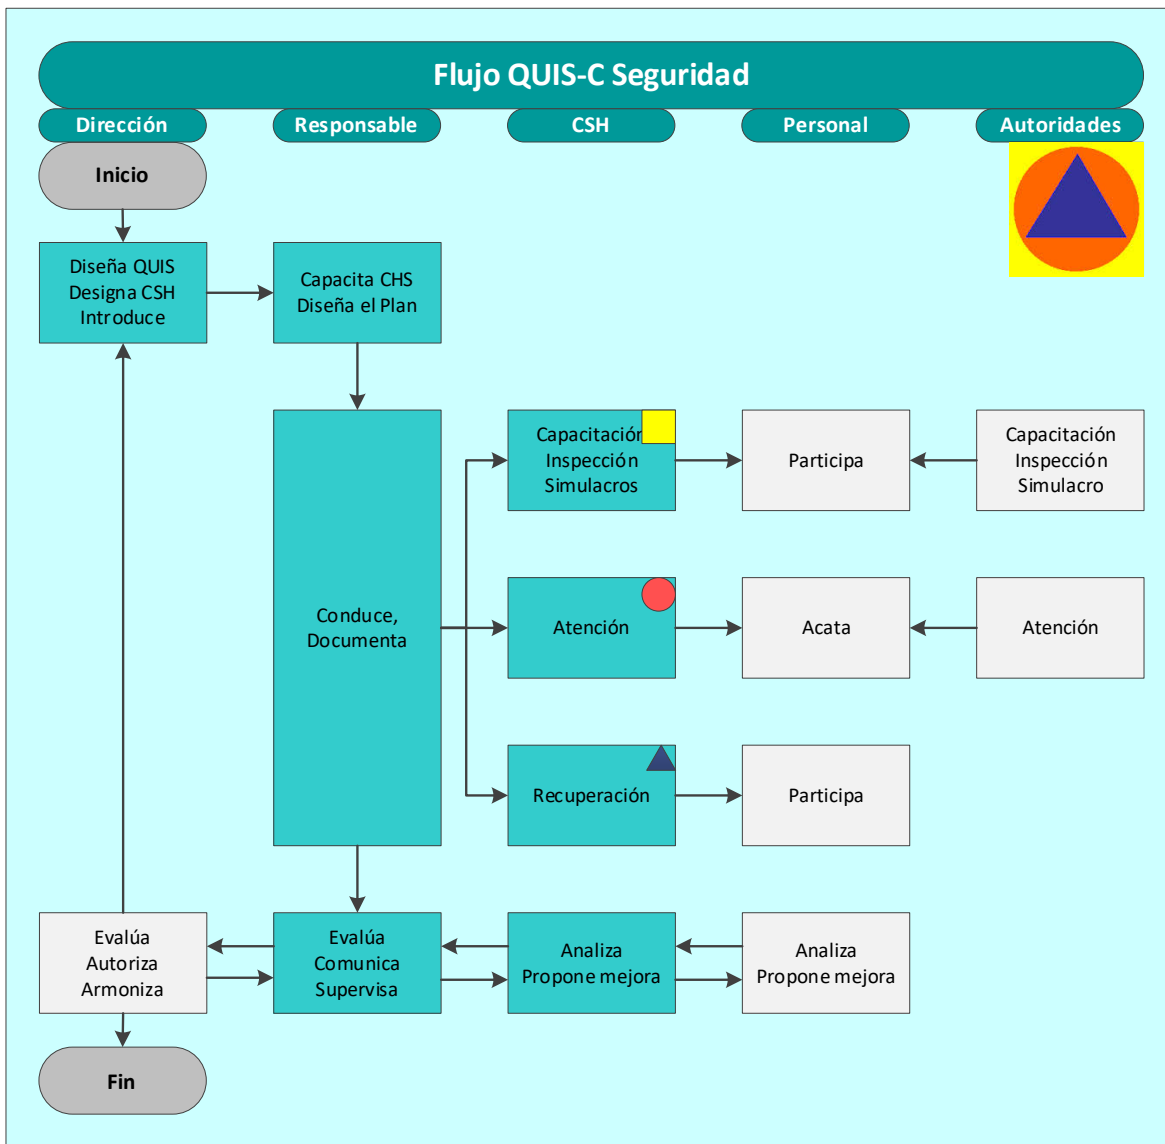 Flujo QUIS-C Seguridad
Dirección
Responsable
CSH
Personal
Autoridades
Inicio
Diseña QUIS
Designa CSH
Introduce
Capacita CHS
Diseña el Plan
Conduce,
Documenta
Capacitación
Inspección
Simulacros
Participa
Capacitación
Inspección
Simulacro
Atención
Acata
Atención
Recuperación
Participa
Evalúa
Autoriza
Armoniza
Evalúa
Comunica
Supervisa
Analiza
Propone mejora
Analiza
Propone mejora
Fin